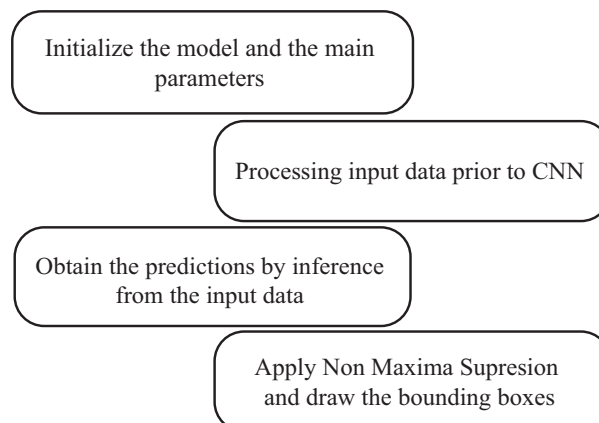 Initialize the model and the main
parameters
Processing input data prior to CNN
Obtain the predictions by inference
from the input data
Apply Non Maxima Supresion
and draw the bounding boxes